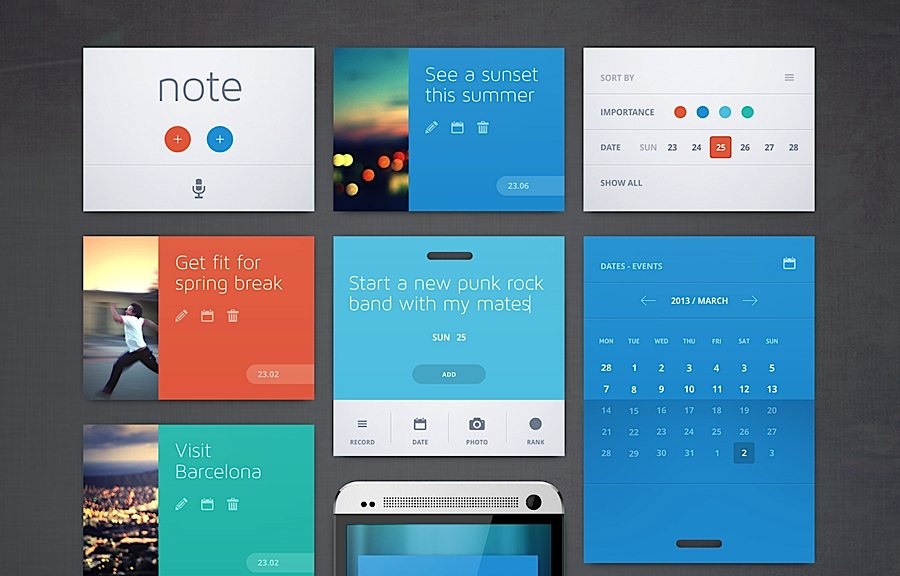 note
See a sunset
this summer
23.06
SORT BY
IMPORTANCE
DATE SUN 23 24 25 26 27 28
SHOW ALL
Get fit for
spring break
23.02
Start a new punk rock
band with my mates
SUN 25
ADD
RECORD DATE PHOTO RANK
DATES - EVENTS
2013 / MARCH
MON TUE WED THU FRI SAT SUN
28 1 2 3 4 5 6
7 8 9 10 11 12 13
14 15 16 17 18 19 20
21 22 23 24 25 26 27
28 29 30 31 1 2 3
Visit
Barcelona
23.02